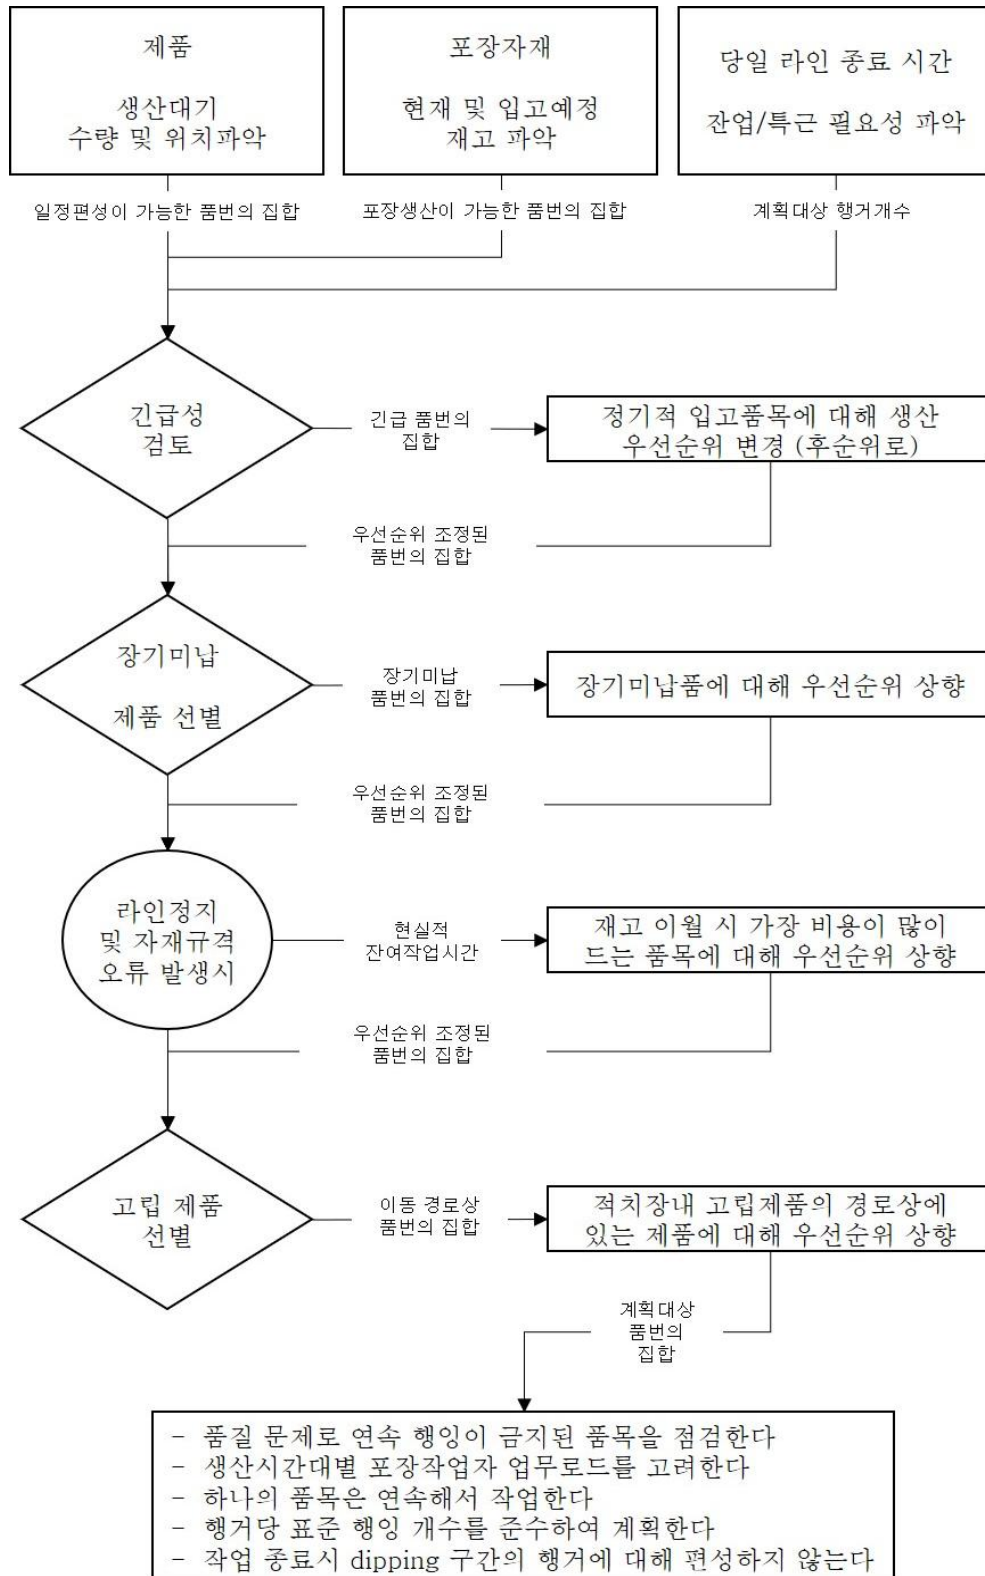 제품
생산대기
수량 및 위치파악
포장자재
현재 및 입고예정
재고 파악
당일 라인 종료 시간
잔업/특근 필요성 파악
일정편성이 가능한 품번의 집합
포장생산이 가능한 품번의 집합
계획대상 행거개수
긴급성
검토
긴급 품번의
집합
정기적 입고품목에 대해 생산
우선순위 변경 (후순위로)
우선순위 조정된
품번의 집합
장기미납
제품 선별
장기미납
품번의 집합
장기미납품에 대해 우선순위 상향
우선순위 조정된
품번의 집합
라인정지
및 자재규격
오류 발생시
현실적
잔여작업시간
재고 이월 시 가장 비용이 많이
드는 품목에 대해 우선순위 상향
우선순위 조정된
품번의 집합
고립 제품
선별
이동 경로상
품번의 집합
적치장내 고립제품의 경로상에
있는 제품에 대해 우선순위 상향
계획대상
품번의
집합
- 품질 문제로 연속 행잉이 금지된 품목을 점검한다
- 생산시간대별 포장작업자 업무로드를 고려한다
- 하나의 품목은 연속해서 작업한다
- 행거당 표준 행잉 개수를 준수하여 계획한다
- 작업 종료시 dipping 구간의 행거에 대해 편성하지 않는다